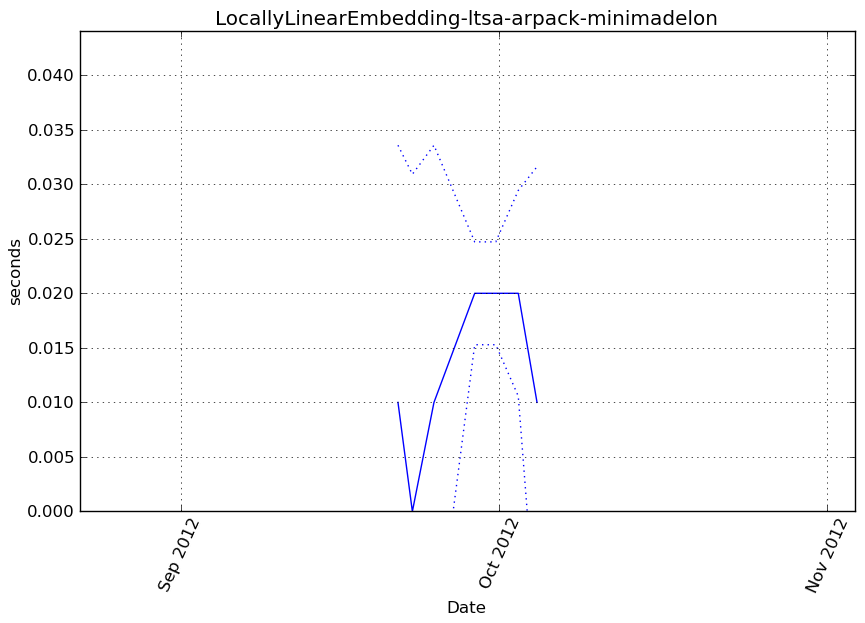 LocallyLinearEmbedding-ltsa-arpack-minimadelon
0.040
0.035
0.030
0.025
0.020
0.015
0.010
0.005
0.000
seconds
Sep 2012
Oct 2012
Nov 2012
Date